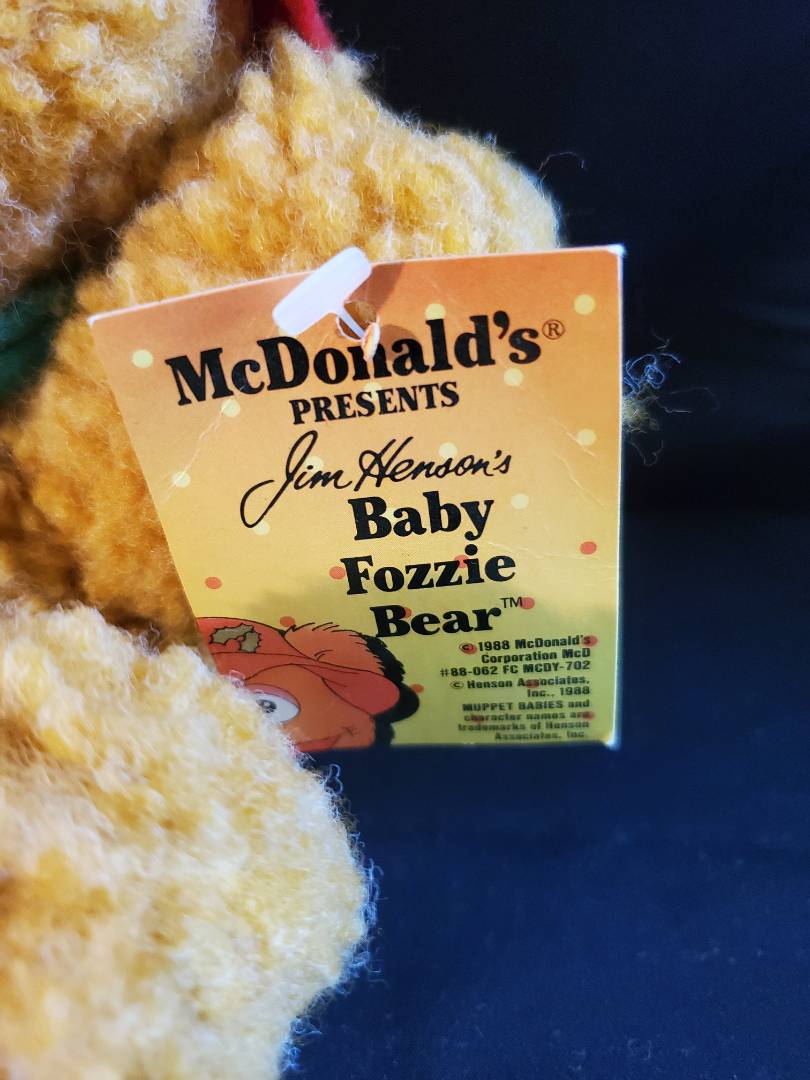 McDonald's®
PRESENTS
Jim Henson's
Baby
Fozzie
Bear™
© 1988 McDonald's
Corporation McD
#88-062 FC MCDY-702
© Henson Associates,
Inc., 1988
MUPPET BABIES and
character names are
trademarks of Henson
Associates, Inc.